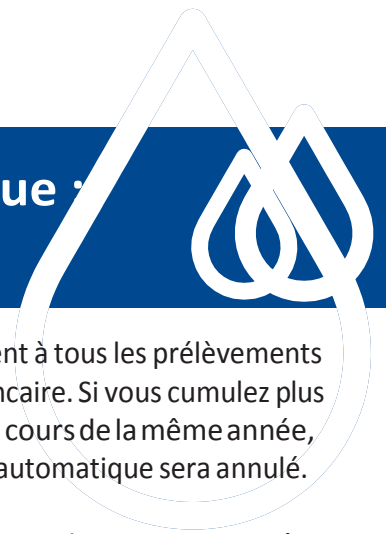 ue :
ent à tous les prélèvements
ncaire. Si vous cumulez plus
cours de la même année,
automatique sera annulé.